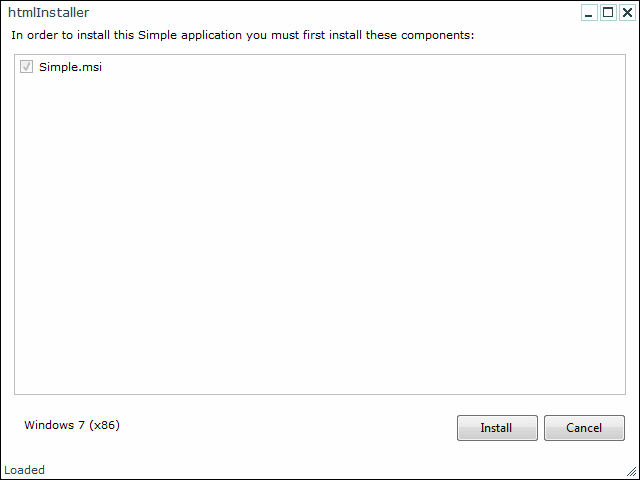 htmlInstaller
In order to install this Simple application you must first install these components:
Simple.msi
Windows 7 (x86)
Install
Cancel
Loaded